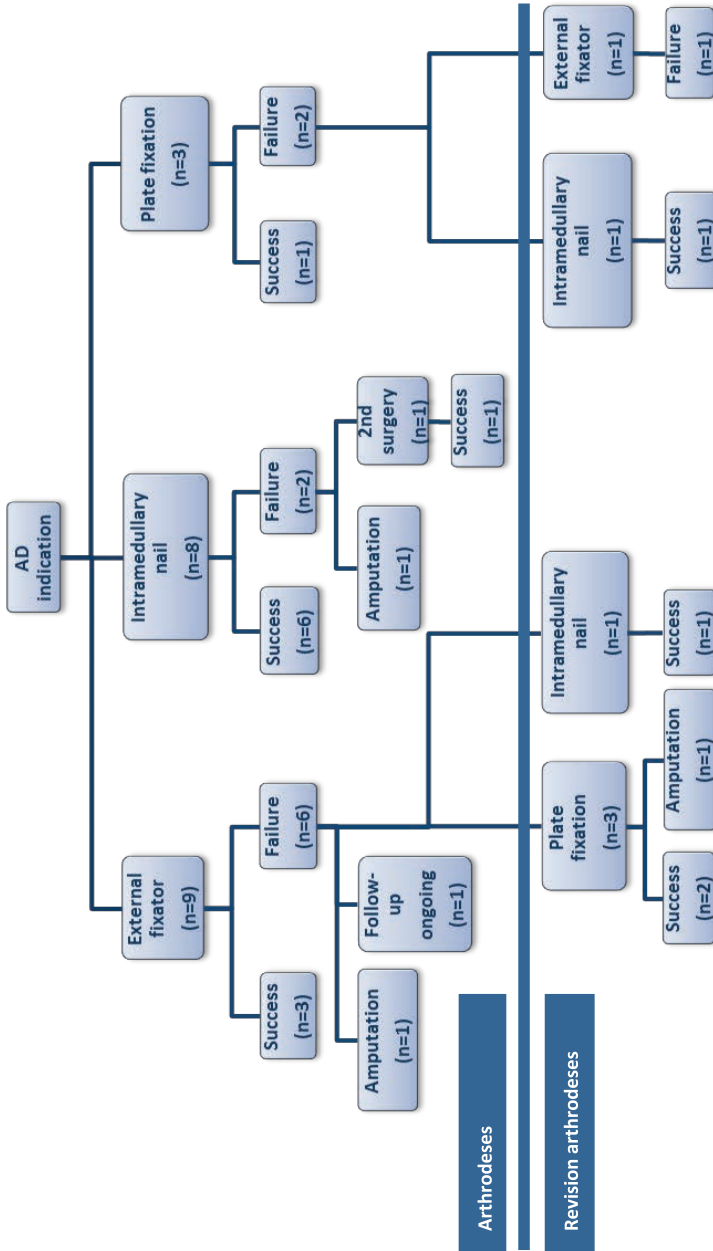 AD
indication
External
fixator
(n=9)
Intramedullary
nail
(n=8)
Plate fixation
(n=3)
Success
(n=3)
Failure
(n=6)
Success
(n=6)
Failure
(n=2)
Success
(n=1)
Failure
(n=2)
Amputation
(n=1)
Follow-
up
ongoing
(n=1)
Amputation
(n=1)
2nd
surgery
(n=1)
Success
(n=1)
Arthrodeses
Revision arthrodeses
Plate
fixation
(n=3)
Intramedullary
nail
(n=1)
Intramedullary
nail
(n=1)
External
fixator
(n=1)
Success
(n=2)
Amputation
(n=1)
Success
(n=1)
Success
(n=1)
Failure
(n=1)